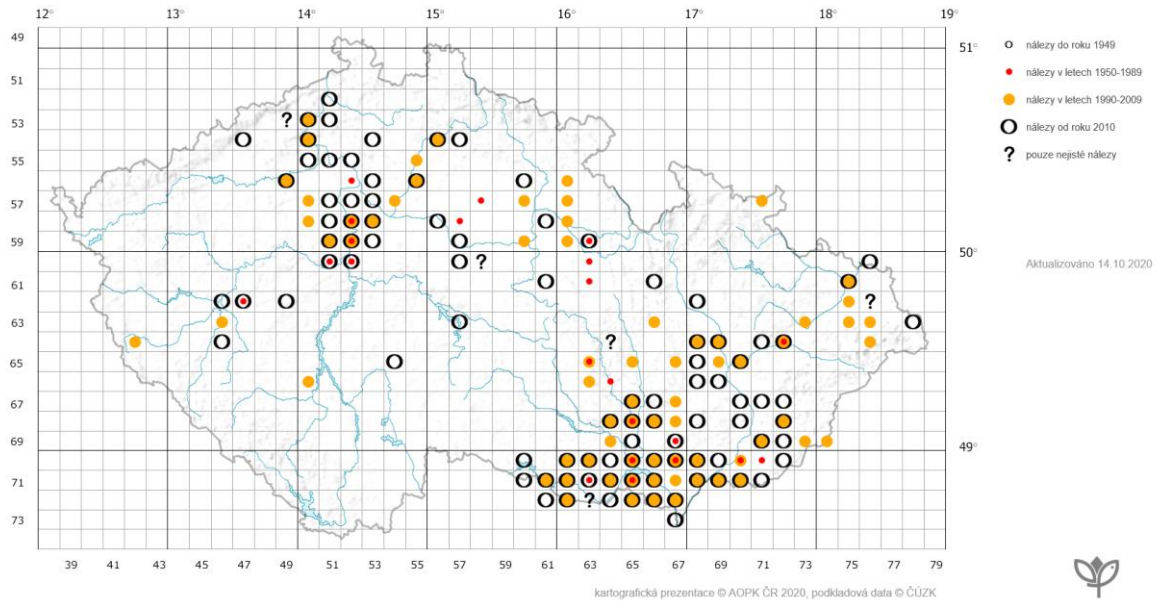 12° 13° 14° 15° 16° 17° 18° 19°
49
51°
51
53
55
57
59
50°
61
63
65
67
69
49°
71
73
39 41 43 45 47 49 51 53 55 57 59 61 63 65 67 69 71 73 75 77 79
? ? ? ? ?
nálezy do roku 1949
nálezy v letech 1950-1989
nálezy v letech 1990-2009
nálezy od roku 2010
? pouze nejisté nálezy
Aktualizováno 14.10.2020
kartografická prezentace © AOPK ČR 2020, podkladová data © ČÚZK